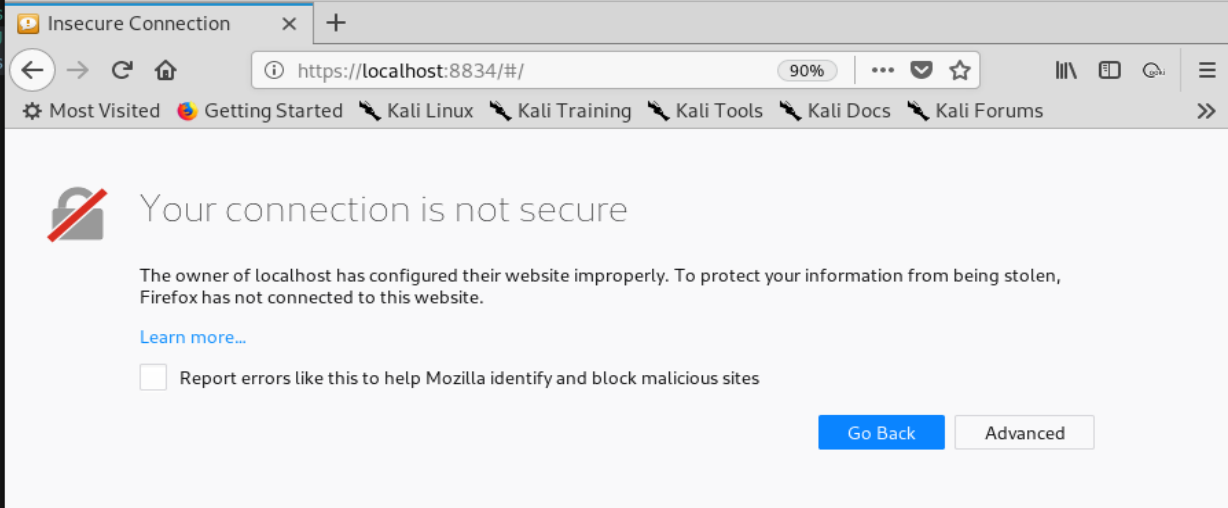 Insecure Connection
https://localhost:8834/#/ 90%
Most Visited Getting Started Kali Linux Kali Training Kali Tools Kali Docs Kali Forums
Your connection is not secure
The owner of localhost has configured their website improperly. To protect your information from being stolen,
Firefox has not connected to this website.
Learn more...
Report errors like this to help Mozilla identify and block malicious sites
Go Back Advanced